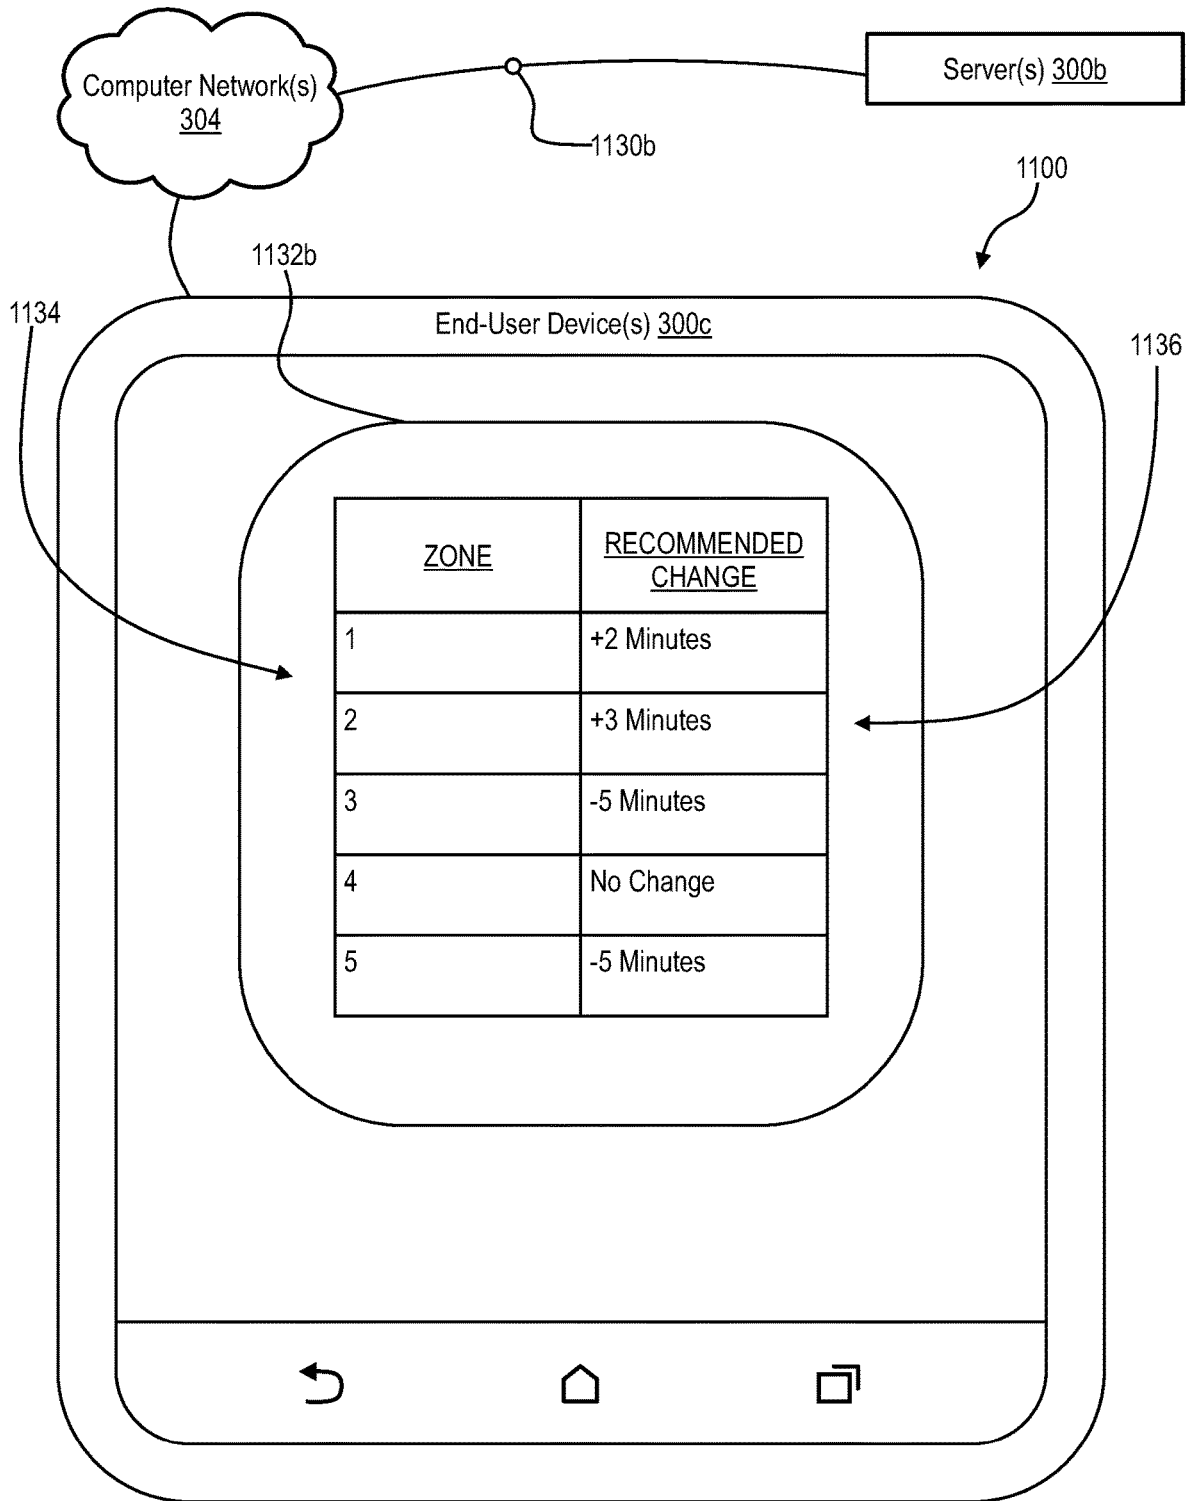 Computer Network(s)
304
Server(s) 300b
1130b
1100
1132b
1134
End-User Device(s) 300c
1136
ZONE
RECOMMENDED
CHANGE
1
+2 Minutes
2
+3 Minutes
3
-5 Minutes
4
No Change
5
-5 Minutes